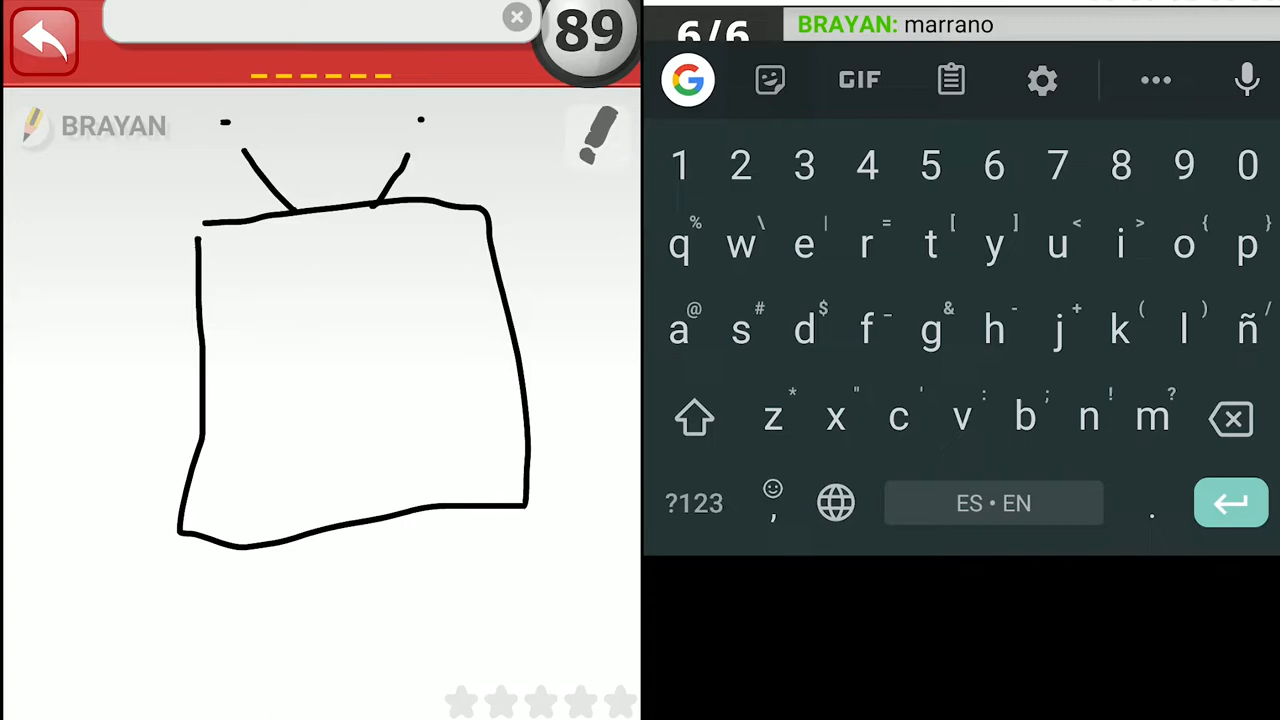 89
BRAYAN
6/6
BRAYAN: marrano
G GIF
1 2 3 4 5 6 7 8 9 0
% \ | = [ ] < > { }
q w e r t y u i o p
@ # $ _ & - + ( ) /
a s d f g h j k l ñ
* " ' : ; ! ?
z x c v b n m
?123 , ES • EN .